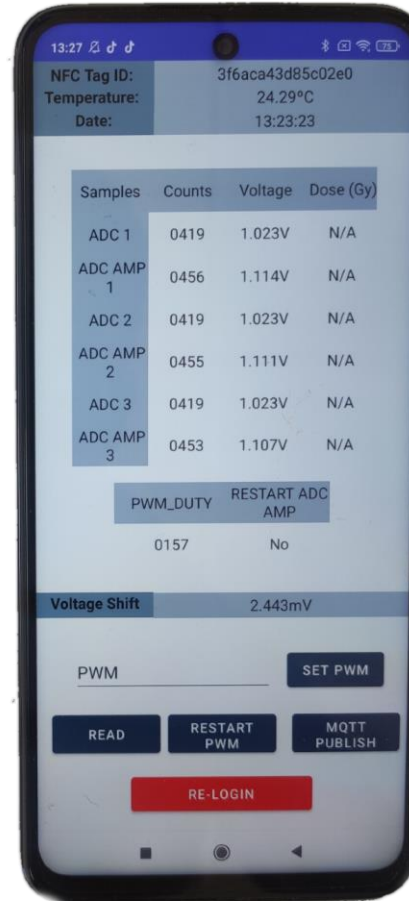 13:27
75
NFC Tag ID: 3f6aca43d85c02e0
Temperature: 24.29ºC
Date: 13:23:23
Samples Counts Voltage Dose (Gy)
ADC 1 0419 1.023V N/A
ADC AMP
1 0456 1.114V N/A
ADC 2 0419 1.023V N/A
ADC AMP
2 0455 1.111V N/A
ADC 3 0419 1.023V N/A
ADC AMP
3 0453 1.107V N/A
PWM_DUTY RESTART ADC
AMP
0157 No
Voltage Shift 2.443mV
PWM
SET PWM
READ
RESTART
PWM
MQTT
PUBLISH
RE-LOGIN